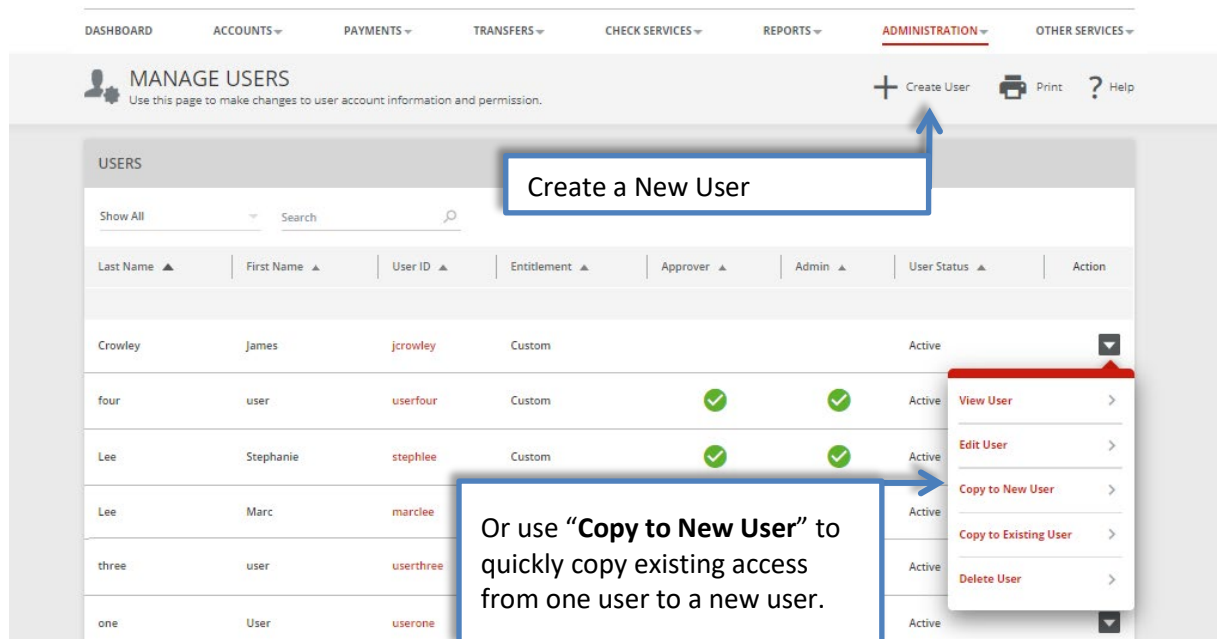 DASHBOARD ACCOUNTS PAYMENTS TRANSFERS CHECK SERVICES REPORTS ADMINISTRATION OTHER SERVICES
MANAGE USERS
Use this page to make changes to user account information and permission.
Create User Print ? Help
USERS
Create a New User
Show All Search
Last Name First Name User ID Entitlement Approver Admin User Status Action
Crowley James jcrowley Custom Active
four user userfour Custom Active
View User
Lee Stephanie stephlee Custom Active
Edit User
Lee Marc marclee Active
Copy to New User
three user userthree Active
Copy to Existing User
Delete User
one User userone Active
Or use “Copy to New User” to
quickly copy existing access
from one user to a new user.